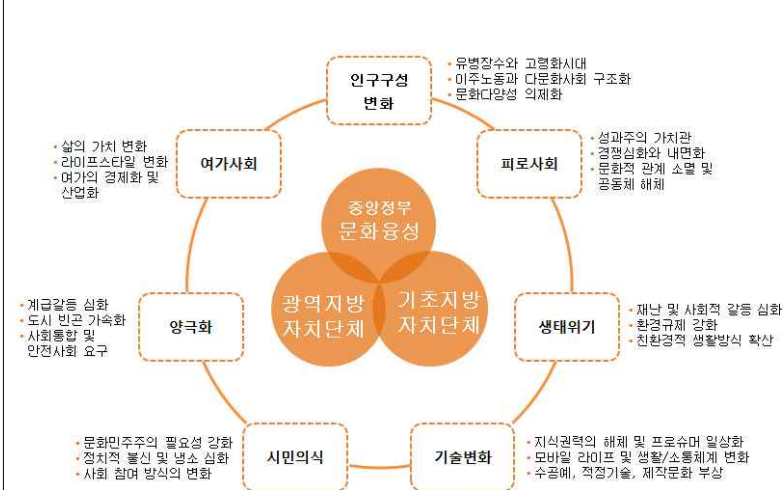 인구구성
변화
• 유병장수와 고령화시대
• 이주노동과 다문화사회 구조화
• 문화다양성 의제화
• 삶의 가치 변화
• 라이프스타일 변화
• 여가의 경제화 및
산업화
여가사회
피로사회
• 성과주의 가치관
• 경쟁심화와 내면화
• 문화적 관계 소멸 및
공동체 해체
중앙정부
문화융성
광역지방
자치단체
기초지방
자치단체
• 계급갈등 심화
• 도시 빈곤 가속화
• 사회통합 및
안전사회 요구
양극화
생태위기
• 재난 및 사회적 갈등 심화
• 환경규제 강화
• 친환경적 생활방식 확산
• 문화민주주의 필요성 강화
• 정치적 불신 및 냉소 심화
• 사회 참여 방식의 변화
시민의식
기술변화
• 지식권력의 해체 및 프로슈머 일상화
• 모바일 라이프 및 생활/소통체계 변화
• 수공예, 적정기술, 제작문화 부상